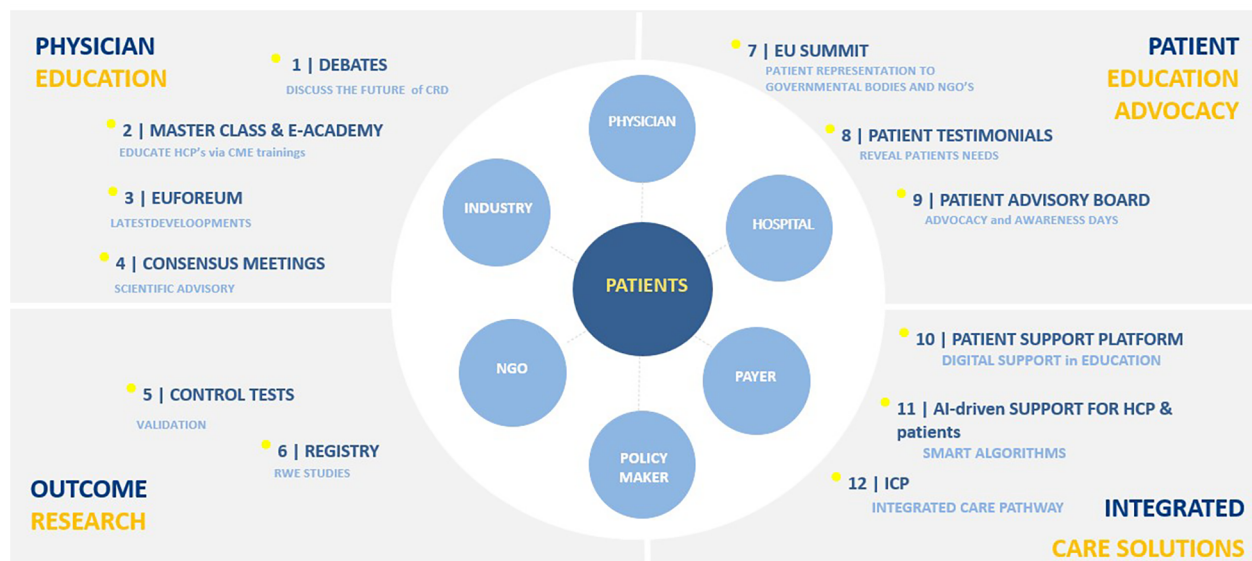 PHYSICIAN
EDUCATION
1 | DEBATES
DISCUSS THE FUTURE of CRD
2 | MASTER CLASS & E-ACADEMY
EDUCATE HCP's via CME trainings
3 | EUFOREUM
LATESTDEVELOOPMENTS
4 | CONSENSUS MEETINGS
SCIENTIFIC ADVISORY
5 | CONTROL TESTS
VALIDATION
6 | REGISTRY
RWE STUDIES
OUTCOME
RESEARCH
PHYSICIAN
INDUSTRY
HOSPITAL
PATIENTS
NGO
PAYER
POLICY
MAKER
7 | EU SUMMIT
PATIENT REPRESENTATION TO
GOVERNMENTAL BODIES AND NGO'S
PATIENT
EDUCATION
ADVOCACY
8 | PATIENT TESTIMONIALS
REVEAL PATIENTS NEEDS
9 | PATIENT ADVISORY BOARD
ADVOCACY and AWARENESS DAYS
10 | PATIENT SUPPORT PLATFORM
DIGITAL SUPPORT in EDUCATION
11 | AI-driven SUPPORT FOR HCP &
patients
SMART ALGORITHMS
12 | ICP
INTEGRATED CARE PATHWAY
INTEGRATED
CARE SOLUTIONS